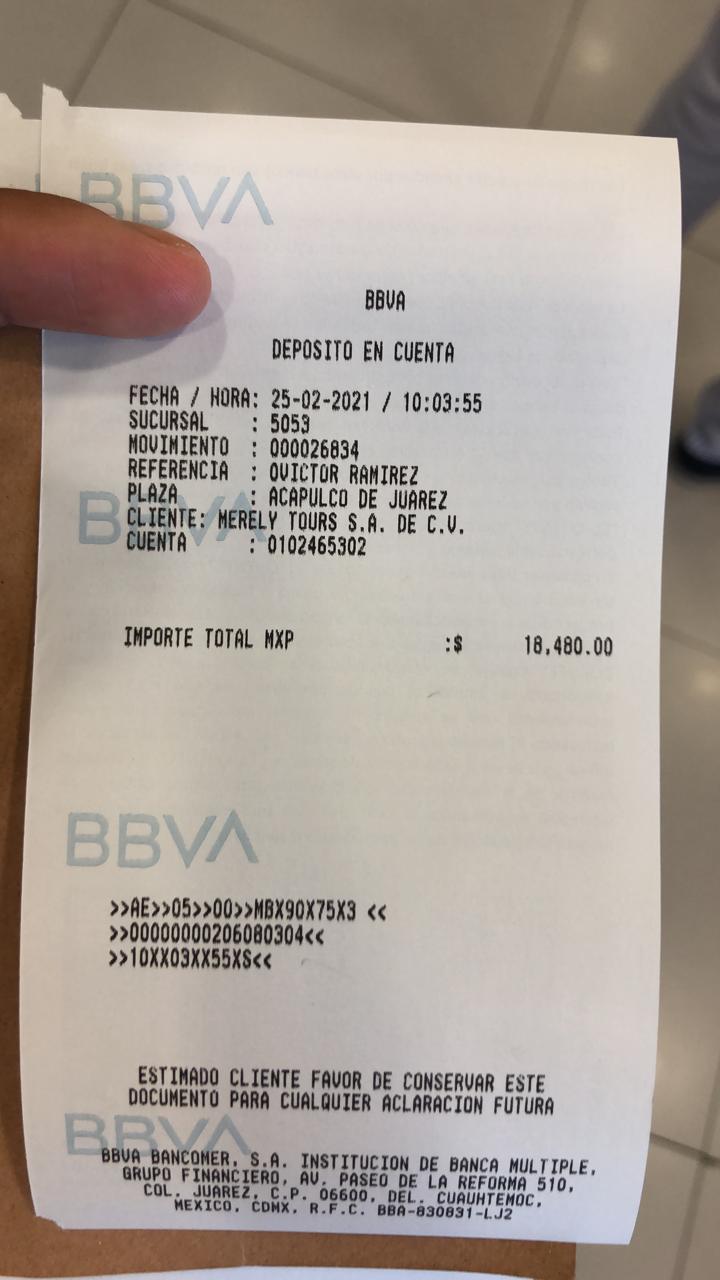 BBVA
BBVA
DEPOSITO EN CUENTA
FECHA / HORA: 25-02-2021 / 10:03:55
SUCURSAL : 5053
MOVIMIENTO : 000026834
REFERENCIA : OVICTOR RAMIREZ
PLAZA : ACAPULCO DE JUAREZ
BBVA
CLIENTE: MERELY TOURS S.A. DE C.V.
CUENTA : 0102465302
IMPORTE TOTAL MXP :$ 18,480.00
BBVA
>>AE>>05>>00>>MBX90X75X3 <<
>>00000000206080304<<
>>10XX03XX55XS<<
ESTIMADO CLIENTE FAVOR DE CONSERVAR ESTE
DOCUMENTO PARA CUALQUIER ACLARACION FUTURA
BBVA
BBVA BANCOMER, S.A. INSTITUCION DE BANCA MULTIPLE,
GRUPO FINANCIERO, AV. PASEO DE LA REFORMA 510,
COL. JUAREZ, C.P. 06600, DEL. CUAUHTEMOC,
MEXICO, CDMX, R.F.C. BBA-830831-LJ2